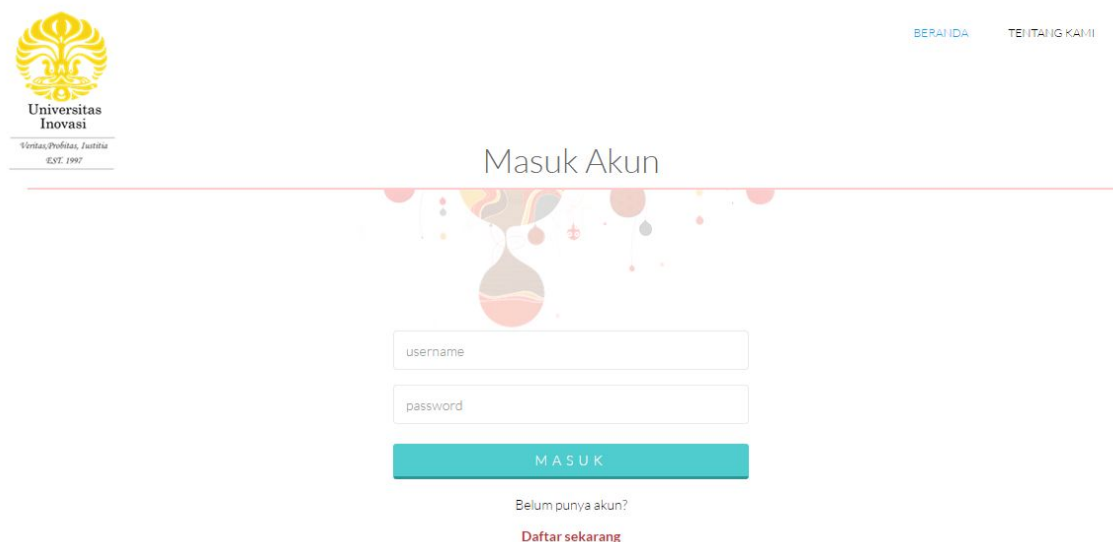 BERANDA
TENTANG KAMI
Universitas
Inovasi
Veritas,Probitas, Iustitia
EST. 1997
Masuk Akun
username
password
MASUK
Belum punya akun?
Daftar sekarang